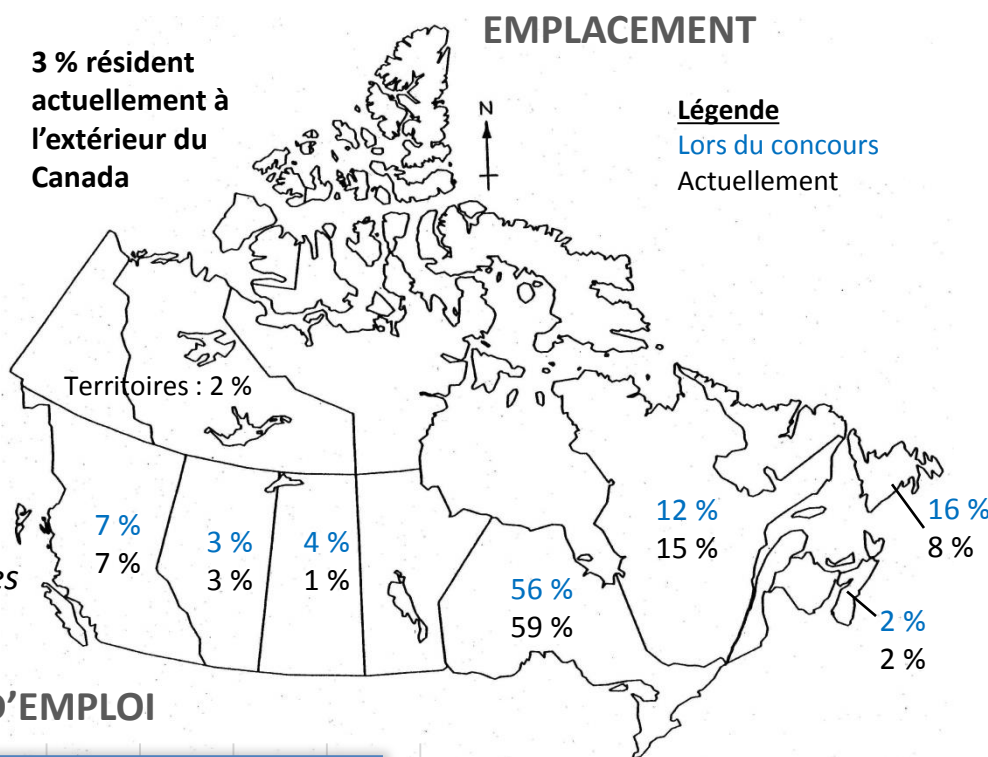 EMPLACEMENT
3 % résident
actuellement à
l’extérieur du
Canada
N
Légende
Lors du concours
Actuellement
Territoires : 2 %
7 %
7 %
3 %
3 %
4 %
1 %
56 %
59 %
12 %
15 %
16 %
8 %
2 %
2 %
es
D’EMPLOI